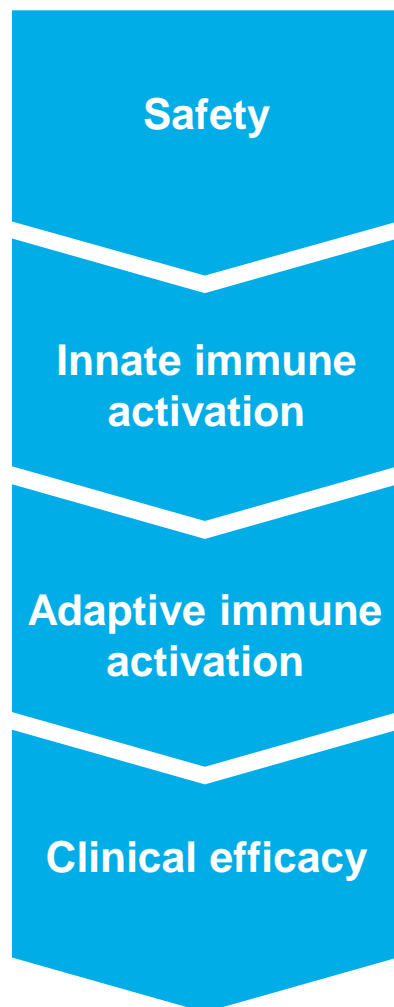 Safety
Innate immune
activation
Adaptive immune
activation
Clinical efficacy